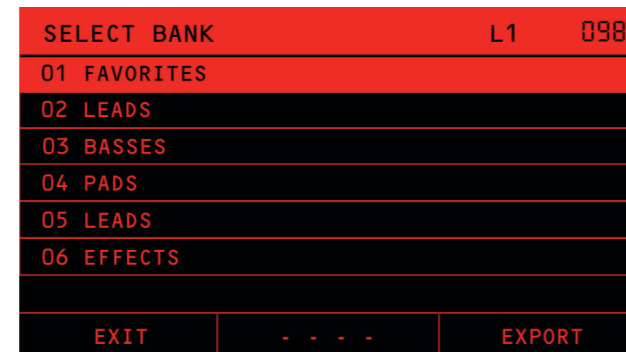 SELECT BANK L1 098
01 FAVORITES
02 LEADS
03 BASSES
04 PADS
05 LEADS
06 EFFECTS
EXIT - - - - EXPORT